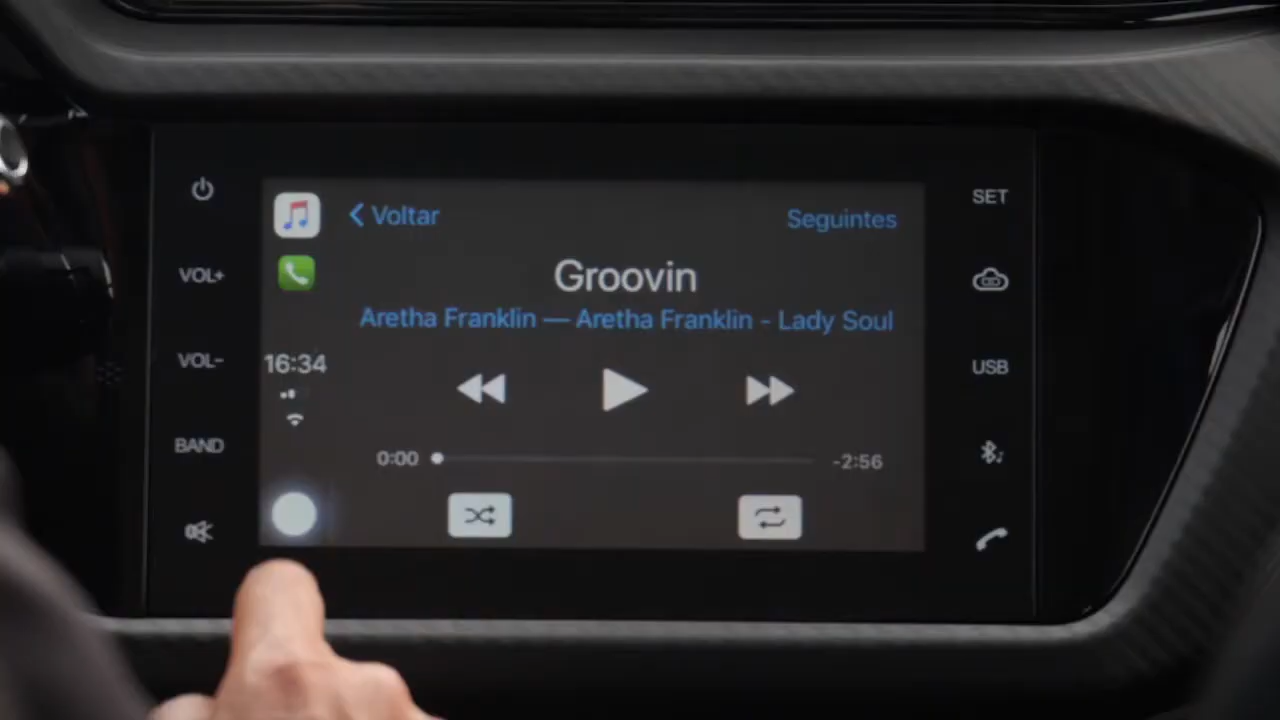 VOL+
VOL-
BAND
16:34
Voltar
Seguintes
Groovin
Aretha Franklin — Aretha Franklin - Lady Soul
0:00
-2:56
SET
USB